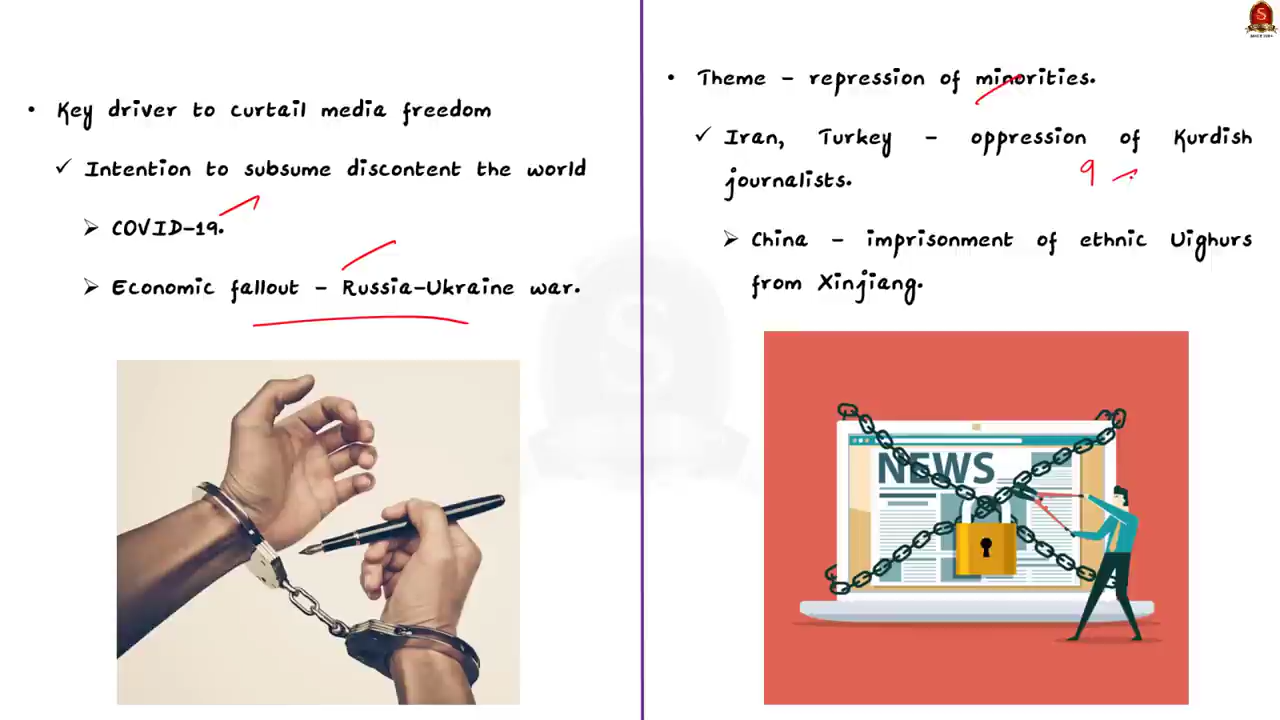 • Key driver to curtail media freedom
✓ Intention to subsume discontent the world
➢ COVID-19.
➢ Economic fallout – Russia-Ukraine war.
• Theme – repression of minorities.
✓ Iran, Turkey – oppression of Kurdish
journalists.
9
➢ China – imprisonment of ethnic Uighurs
from Xinjiang.
NEWS
S